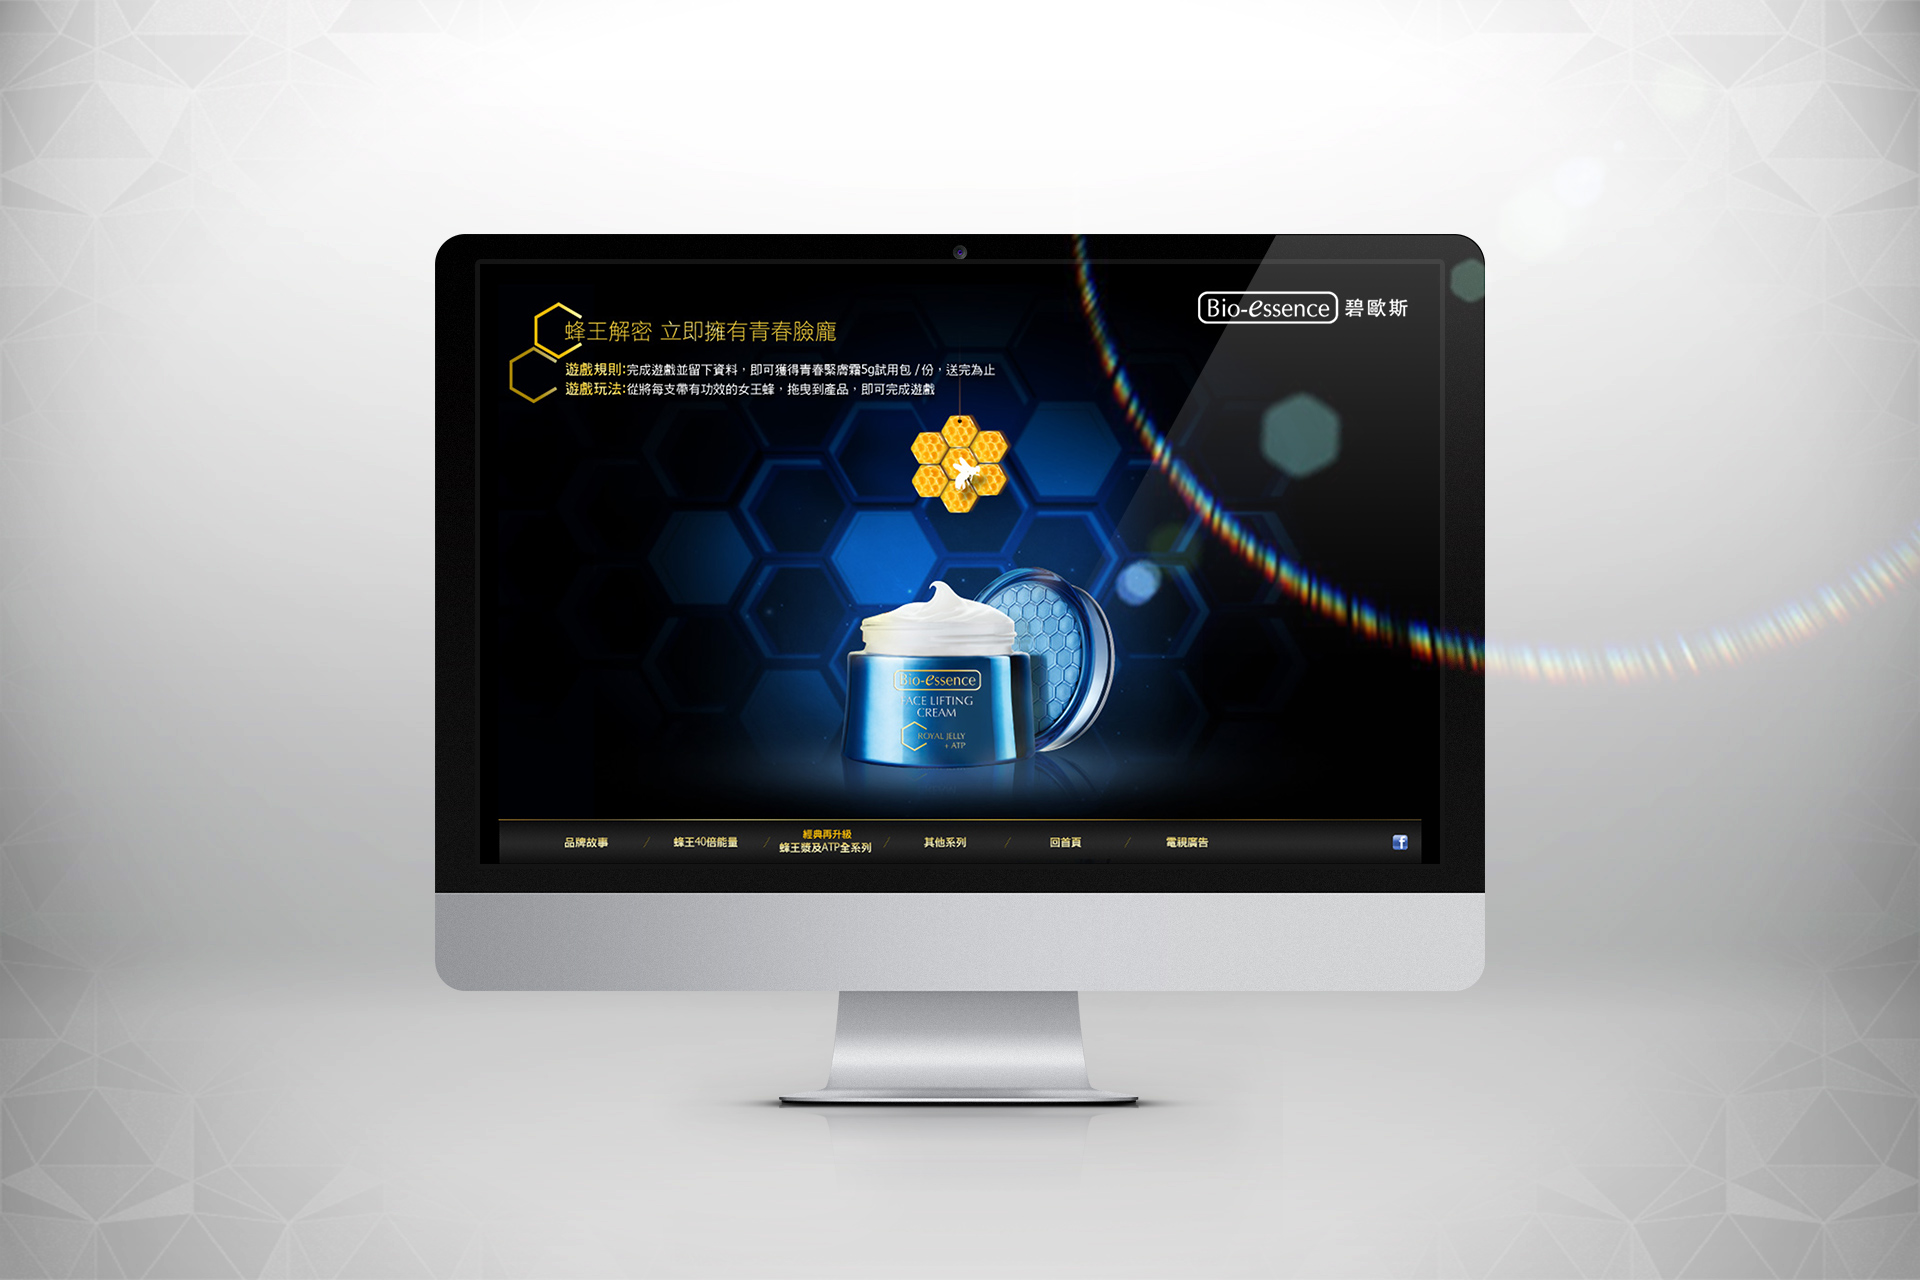 Bio-essence 碧歐斯
蜂王解密 立即擁有青春臉龐
遊戲規則:完成遊戲並留下資料，即可獲得青春緊膚霜5g試用包 / 份，送完為止
遊戲玩法:從將每支帶有功效的女王蜂，拖曳到產品，即可完成遊戲
Bio-essence
FACE LIFTING
CREAM
ROYAL JELLY
+ ATP
品牌故事 / 蜂王40倍能量 / 經典再升級
蜂王漿及ATP全系列 / 其他系列 / 回首頁 / 電視廣告
f